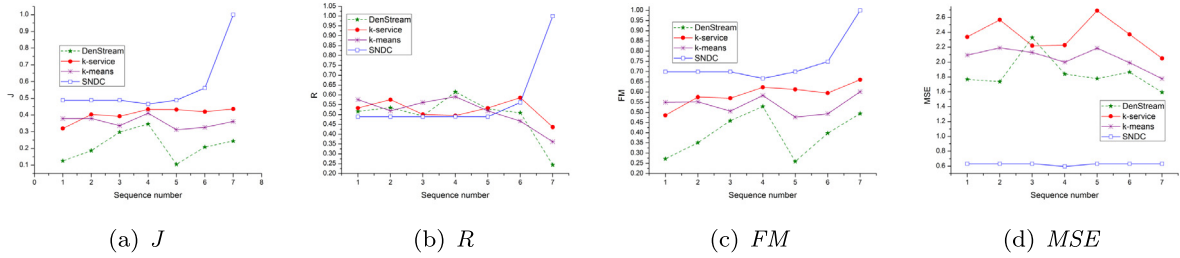 J
1.0
0.9
0.8
0.7
0.6
0.5
0.4
0.3
0.2
0.1
0 1 2 3 4 5 6 7 8
Sequence number
DenStream
k-service
k-means
SNDC
(a) J
R
1.05
1.00
0.95
0.90
0.85
0.80
0.75
0.70
0.65
0.60
0.55
0.50
0.45
0.40
0.35
0.30
0.25
0.20
1 2 3 4 5 6 7
Sequence number
DenStream
k-service
k-means
SNDC
(b) R
FM
1.00
0.95
0.90
0.85
0.80
0.75
0.70
0.65
0.60
0.55
0.50
0.45
0.40
0.35
0.30
0.25
0.20
1 2 3 4 5 6 7
Sequence number
DenStream
k-service
k-means
SNDC
(c) FM
MSE
2.6
2.4
2.2
2.0
1.8
1.6
1.4
1.2
1.0
0.8
0.6
1 2 3 4 5 6 7
Sequence number
DenStream
k-service
k-means
SNDC
(d) MSE